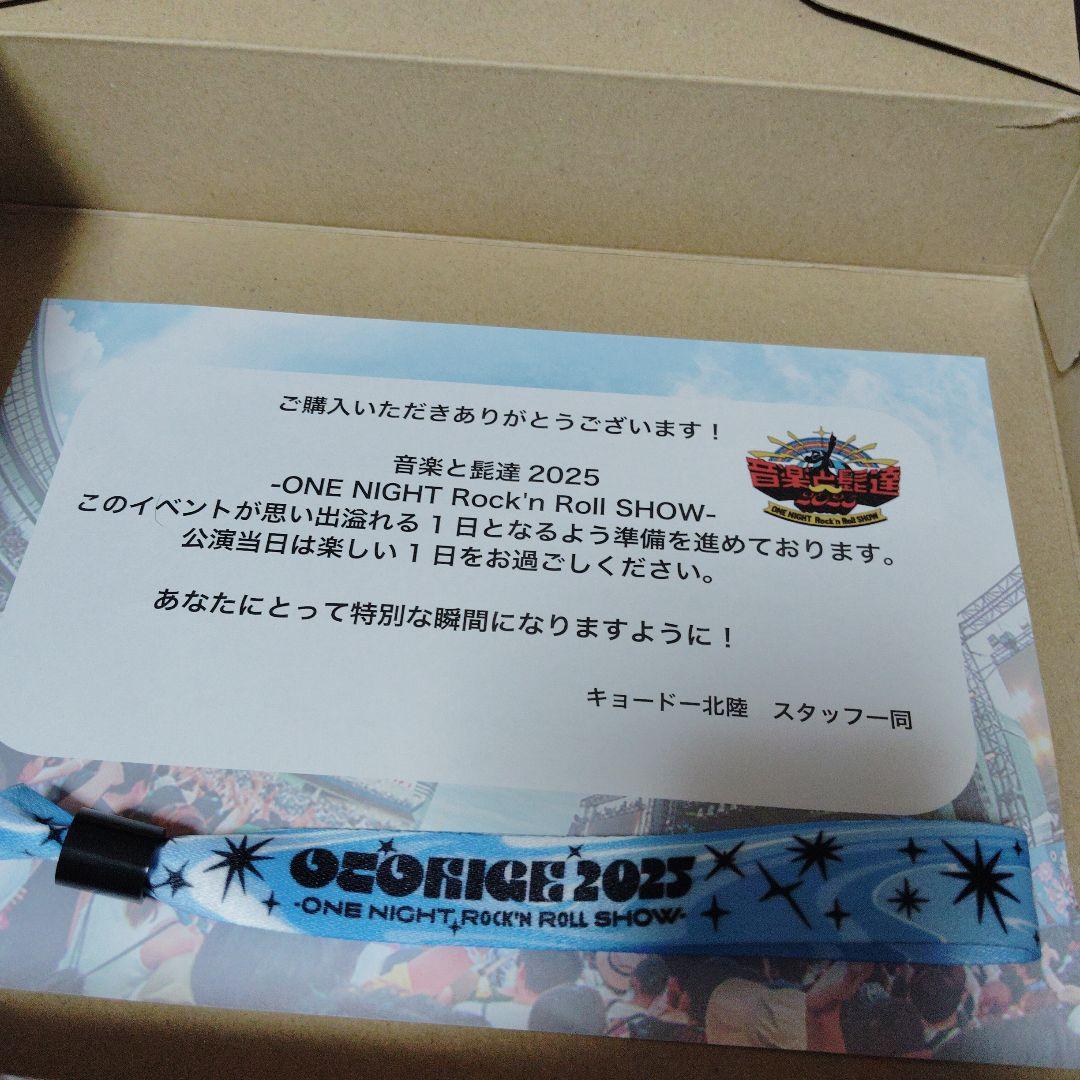 ご購入いただきありがとうございます！
音楽と髭達 2025
-ONE NIGHT Rock'n Roll SHOW-
このイベントが思い出溢れる 1 日となるよう準備を進めております。
公演当日は楽しい 1 日をお過ごしください。
あなたにとって特別な瞬間になりますように！
キョードー北陸　スタッフ一同
音楽と髭達
2025
ONE NIGHT Rock'n Roll SHOW
OTOHIGE 2025
-ONE NIGHT ROCK'N ROLL SHOW-